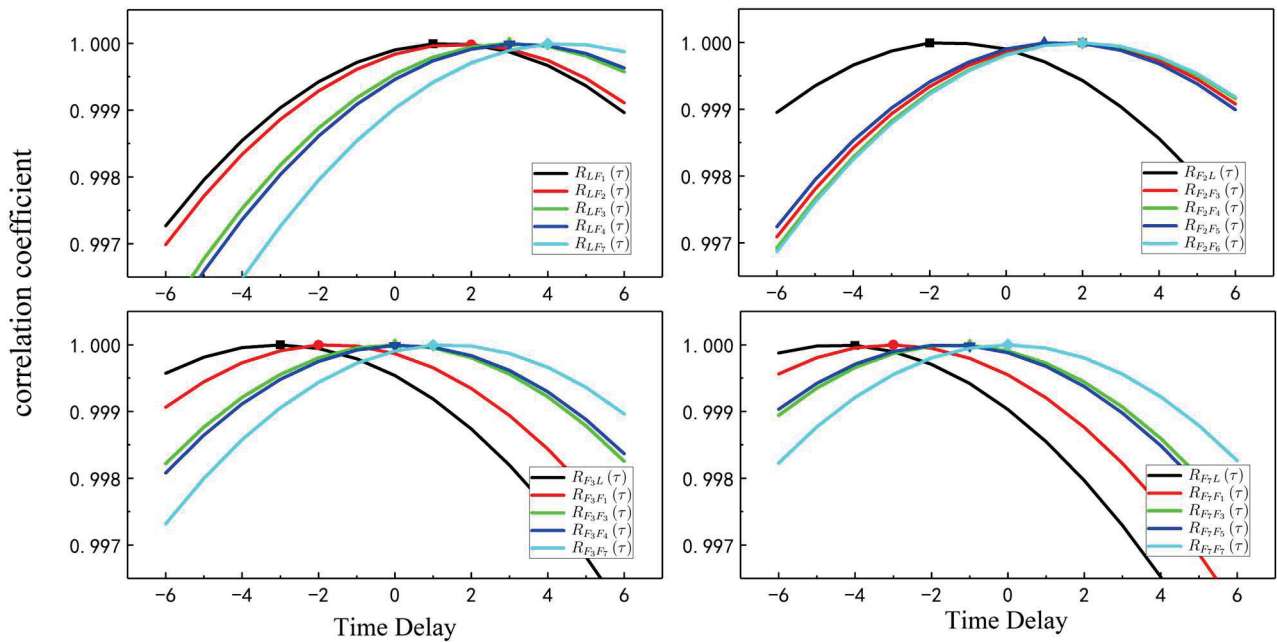 correlation coefficient
1.000
0.999
0.998
0.997
−6 −4 −2 0 2 4 6
R_{LF_1}(τ)
R_{LF_2}(τ)
R_{LF_3}(τ)
R_{LF_4}(τ)
R_{LF_7}(τ)
1.000
0.999
0.998
0.997
−6 −4 −2 0 2 4 6
R_{F_2L}(τ)
R_{F_2F_3}(τ)
R_{F_2F_4}(τ)
R_{F_2F_5}(τ)
R_{F_2F_6}(τ)
1.000
0.999
0.998
0.997
−6 −4 −2 0 2 4 6
R_{F_3L}(τ)
R_{F_3F_1}(τ)
R_{F_3F_3}(τ)
R_{F_3F_4}(τ)
R_{F_3F_7}(τ)
Time Delay
1.000
0.999
0.998
0.997
−6 −4 −2 0 2 4 6
R_{F_7L}(τ)
R_{F_7F_1}(τ)
R_{F_7F_3}(τ)
R_{F_7F_5}(τ)
R_{F_7F_7}(τ)
Time Delay